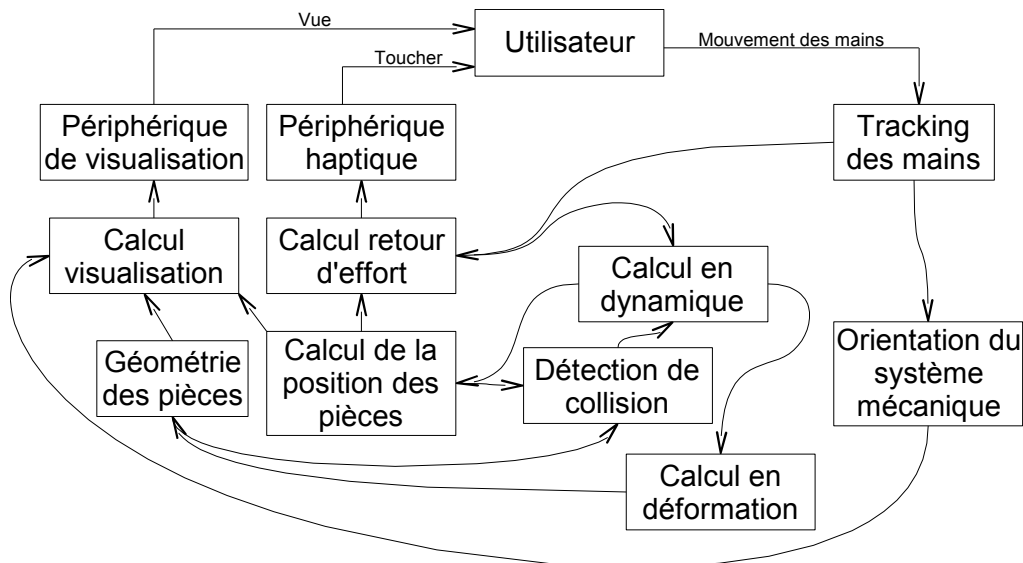 Vue
Utilisateur
Mouvement des mains
Toucher
Périphérique
de visualisation
Périphérique
haptique
Tracking
des mains
Calcul
visualisation
Calcul retour
d'effort
Calcul en
dynamique
Géométrie
des pièces
Calcul de la
position des
pièces
Détection de
collision
Orientation du
système
mécanique
Calcul en
déformation